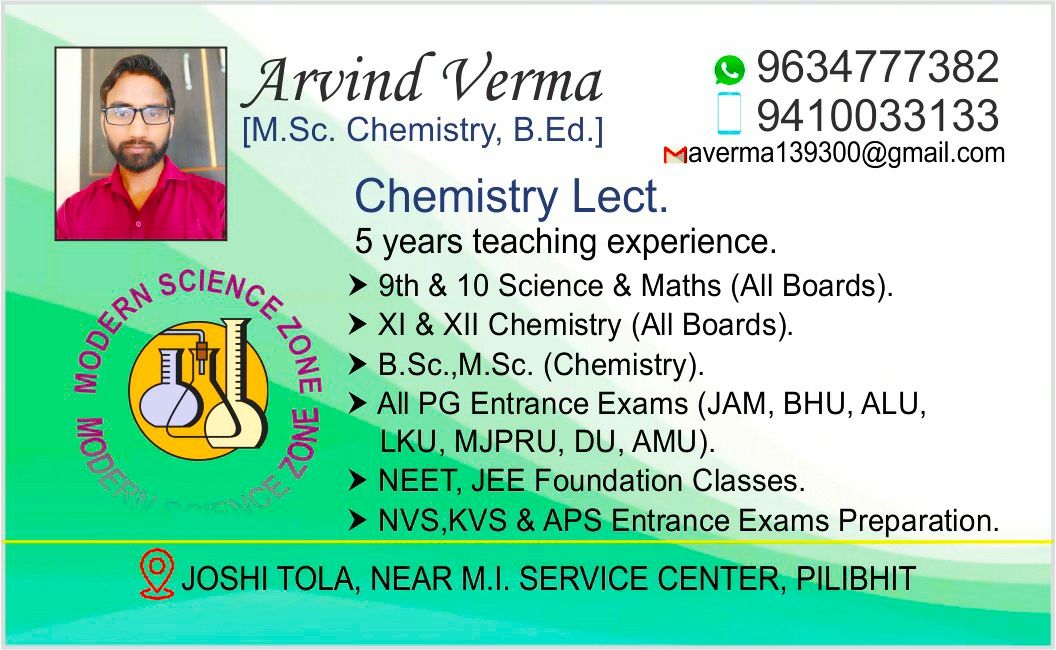 Arvind Verma
[M.Sc. Chemistry, B.Ed.]
9634777382
9410033133
averma139300@gmail.com
Chemistry Lect.
5 years teaching experience.
➤ 9th & 10 Science & Maths (All Boards).
➤ XI & XII Chemistry (All Boards).
➤ B.Sc.,M.Sc. (Chemistry).
➤ All PG Entrance Exams (JAM, BHU, ALU,
LKU, MJPRU, DU, AMU).
➤ NEET, JEE Foundation Classes.
➤ NVS,KVS & APS Entrance Exams Preparation.
MODERN SCIENCE ZONE
MODERN SCIENCE ZONE
JOSHI TOLA, NEAR M.I. SERVICE CENTER, PILIBHIT